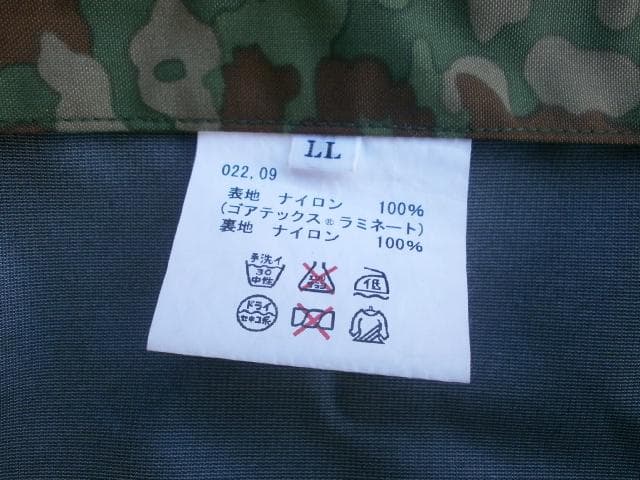 LL
022.09
表地 ナイロン 100%
(ゴアテックス®ラミネート)
裏地 ナイロン 100%
手洗イ
30
中性
低
ドライ
セキユ系